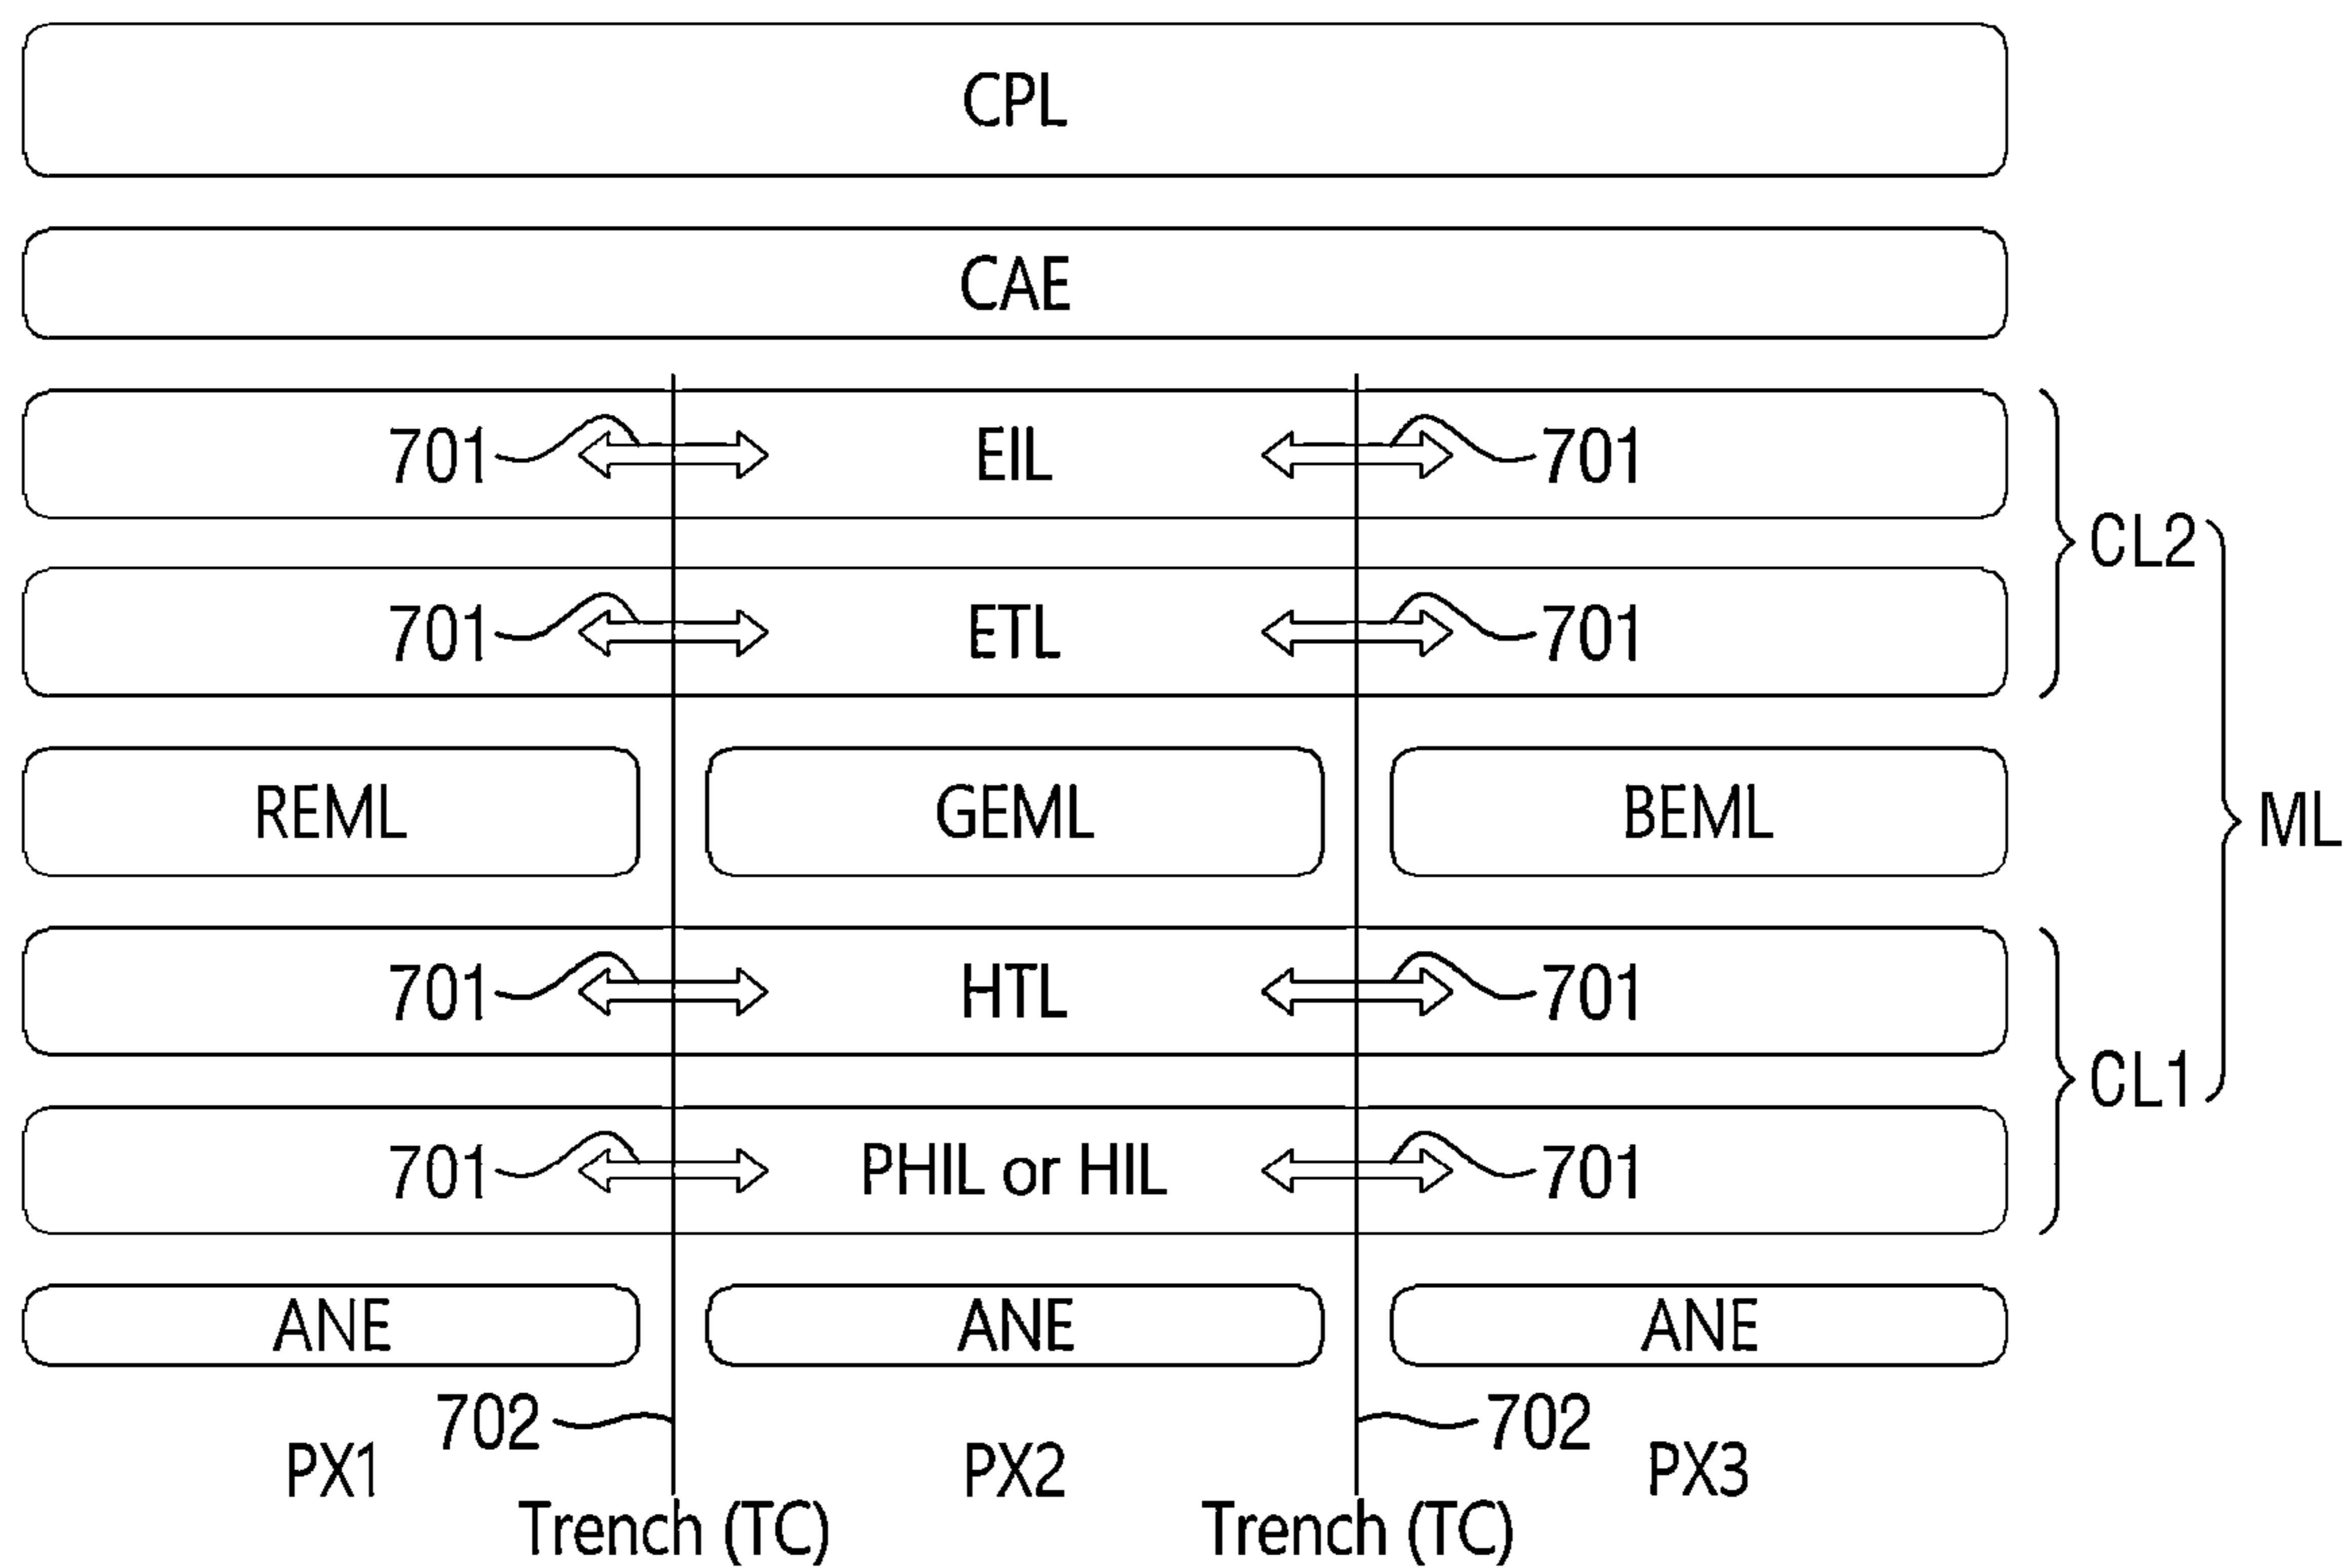 CPL
CAE
701 EIL 701
CL2
701 ETL 701
REML GEML BEML
ML
701 HTL 701
CL1
701 PHIL or HIL 701
ANE ANE ANE
702 702
PX1 PX2 PX3
Trench (TC) Trench (TC)